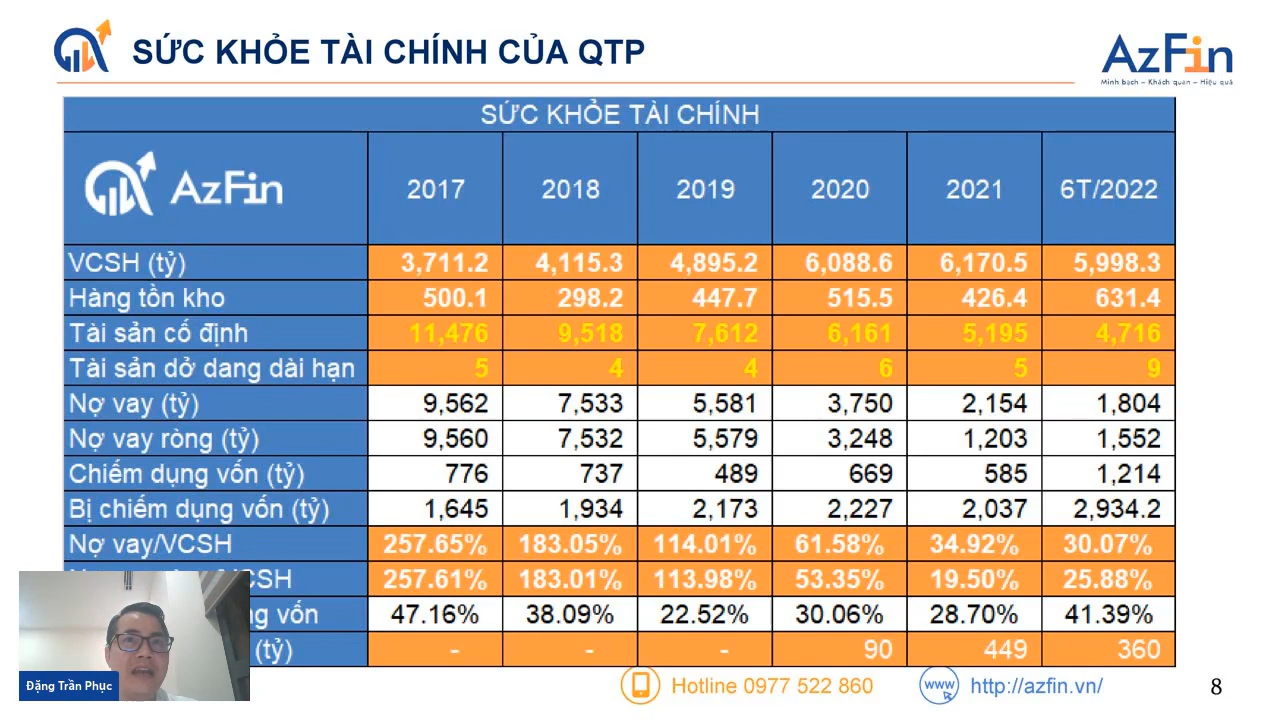 SỨC KHỎE TÀI CHÍNH CỦA QTP
AzFin
Minh bạch – Khách quan – Hiệu quả
SỨC KHỎE TÀI CHÍNH
AzFin 2017 2018 2019 2020 2021 6T/2022
VCSH (tỷ) 3,711.2 4,115.3 4,895.2 6,088.6 6,170.5 5,998.3
Hàng tồn kho 500.1 298.2 447.7 515.5 426.4 631.4
Tài sản cố định 11,476 9,518 7,612 6,161 5,195 4,716
Tài sản dở dang dài hạn 5 4 4 6 5 9
Nợ vay (tỷ) 9,562 7,533 5,581 3,750 2,154 1,804
Nợ vay ròng (tỷ) 9,560 7,532 5,579 3,248 1,203 1,552
Chiếm dụng vốn (tỷ) 776 737 489 669 585 1,214
Bị chiếm dụng vốn (tỷ) 1,645 1,934 2,173 2,227 2,037 2,934.2
Nợ vay/VCSH 257.65% 183.05% 114.01% 61.58% 34.92% 30.07%
CSH 257.61% 183.01% 113.98% 53.35% 19.50% 25.88%
vốn 47.16% 38.09% 22.52% 30.06% 28.70% 41.39%
(tỷ) - - - 90 449 360
Đặng Trần Phục
Hotline 0977 522 860
www
http://azfin.vn/
8